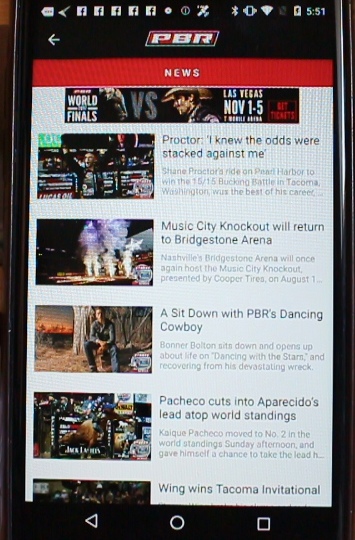 5:51
PBR
NEWS
PBR
WORLD
FINALS
VS
LAS VEGAS
NOV 1-5
T-MOBILE ARENA
GET
TICKETS
Proctor: 'I knew the odds were
stacked against me'
Shane Proctor's ride on Pearl Harbor to
win the 15/15 Bucking Battle in Tacoma,
Washington, was the best of his career,...
Music City Knockout will return
to Bridgestone Arena
Nashville's Bridgestone Arena will once
again host the Music City Knockout,
presented by Cooper Tires, on August 1...
A Sit Down with PBR's Dancing
Cowboy
Bonner Bolton sits down and opens up
about life on "Dancing with the Stars," and
recovering from his devastating wreck.
Pacheco cuts into Aparecido's
lead atop world standings
Kaique Pacheco moved to No. 2 in the
world standings Sunday afternoon, and
gave himself a chance to take the lead h...
JACK DANIEL'S
Wing wins Tacoma Invitational